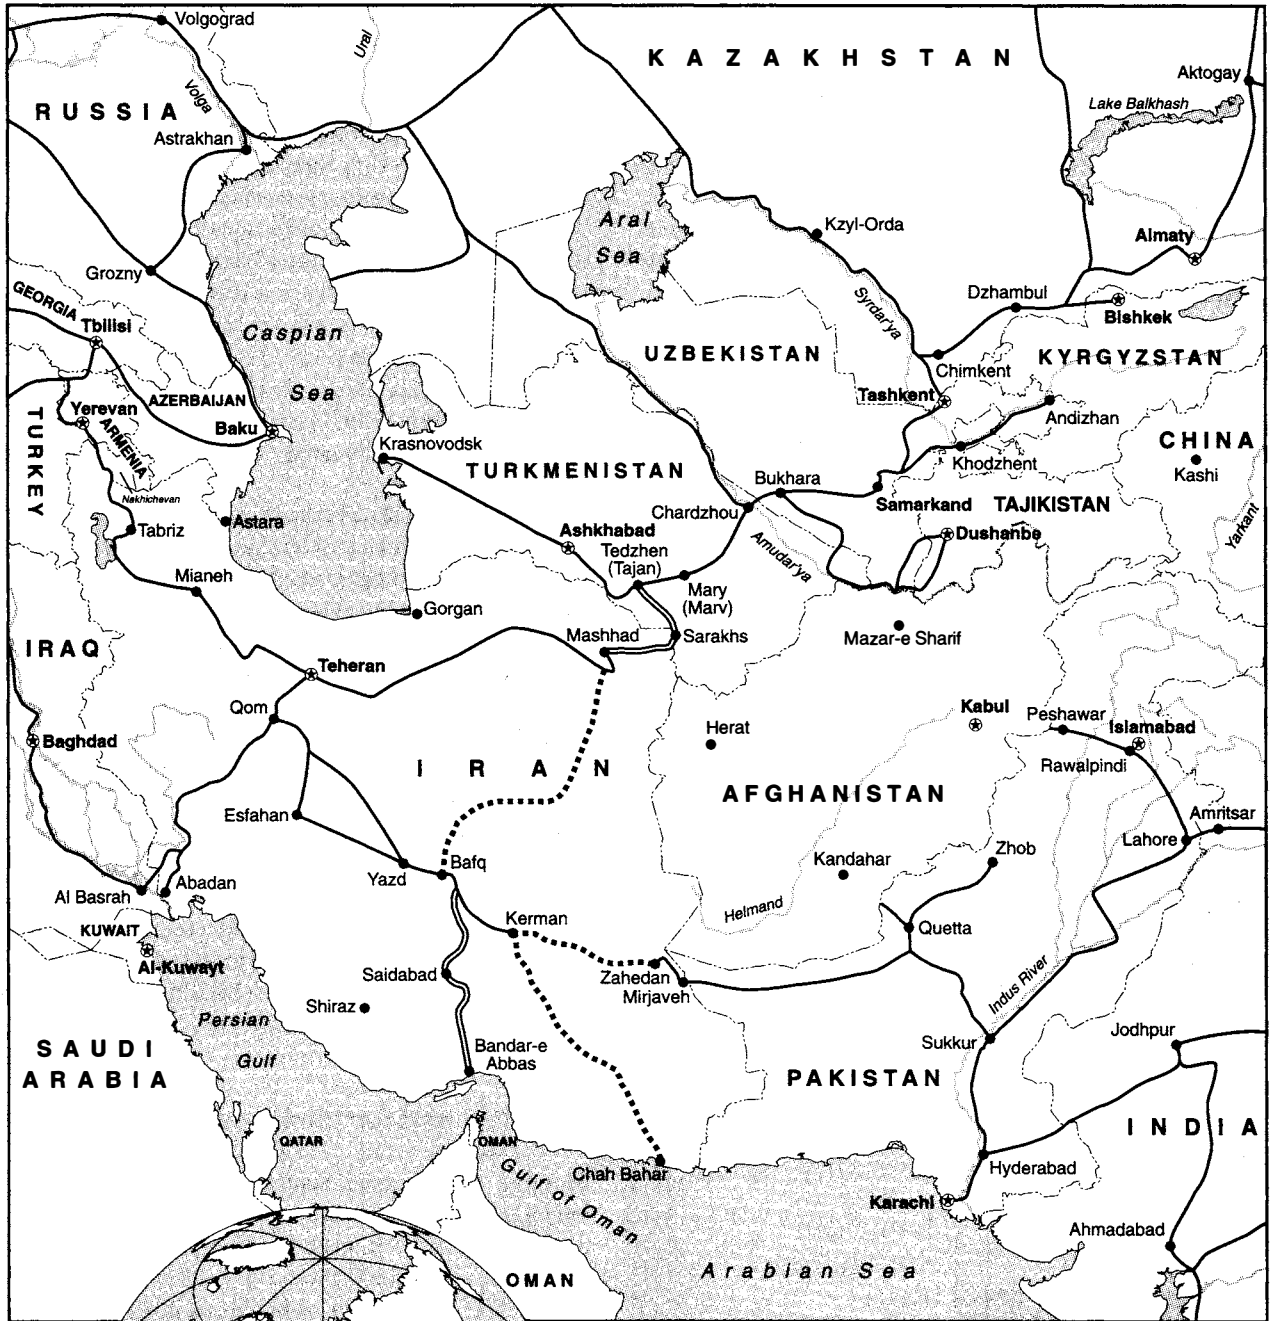 Volgograd
Ural
KAZAKHSTAN
Aktogay
Volga
Lake Balkhash
RUSSIA
Astrakhan
Aral
Sea
Kzyl-Orda
Almaty
Grozny
GEORGIA
Tbilisi
Caspian
Sea
Syrdar'ya
Dzhambul
Bishkek
UZBEKISTAN
KYRGYZSTAN
Chimkent
AZERBAIJAN
Tashkent
Yerevan
ARMENIA
Baku
Andizhan
TURKEY
Krasnovodsk
CHINA
Khodzhent
Kashi
TURKMENISTAN
Bukhara
Nakhichevan
Samarkand
TAJIKISTAN
Chardzhou
Astara
Tabriz
Ashkhabad
Dushanbe
Yarkant
Tedzhen
(Tajan)
Amudar'ya
Mianeh
Mary
(Marv)
Gorgan
Mashhad
Sarakhs
Mazar-e Sharif
IRAQ
Teheran
Qom
Kabul
Peshawar
Islamabad
Baghdad
Herat
Rawalpindi
IRAN
AFGHANISTAN
Esfahan
Amritsar
Lahore
Zhob
Kandahar
Yazd
Bafq
Al Basrah
Abadan
Helmand
Kerman
KUWAIT
Quetta
Al-Kuwayt
Saidabad
Zahedan
Mirjaveh
Indus River
Shiraz
Persian
Gulf
Jodhpur
Sukkur
SAUDI
ARABIA
Bandar-e
Abbas
PAKISTAN
INDIA
QATAR
OMAN
Chah Bahar
Hyderabad
Gulf of Oman
Karachi
Ahmadabad
OMAN
Arabian Sea